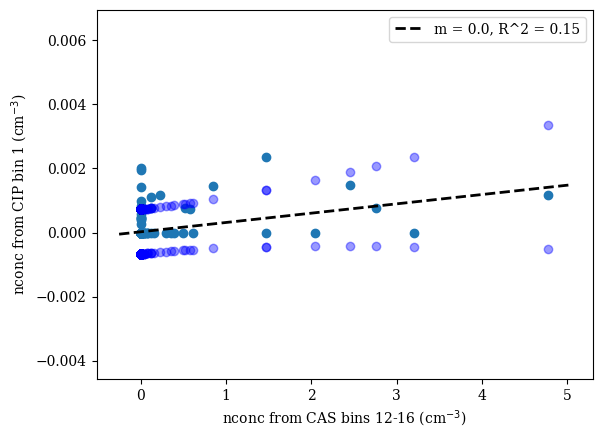 m = 0.0, R^2 = 0.15
nconc from CIP bin 1 (cm⁻³)
0.006
0.004
0.002
0.000
−0.002
−0.004
0 1 2 3 4 5
nconc from CAS bins 12-16 (cm⁻³)